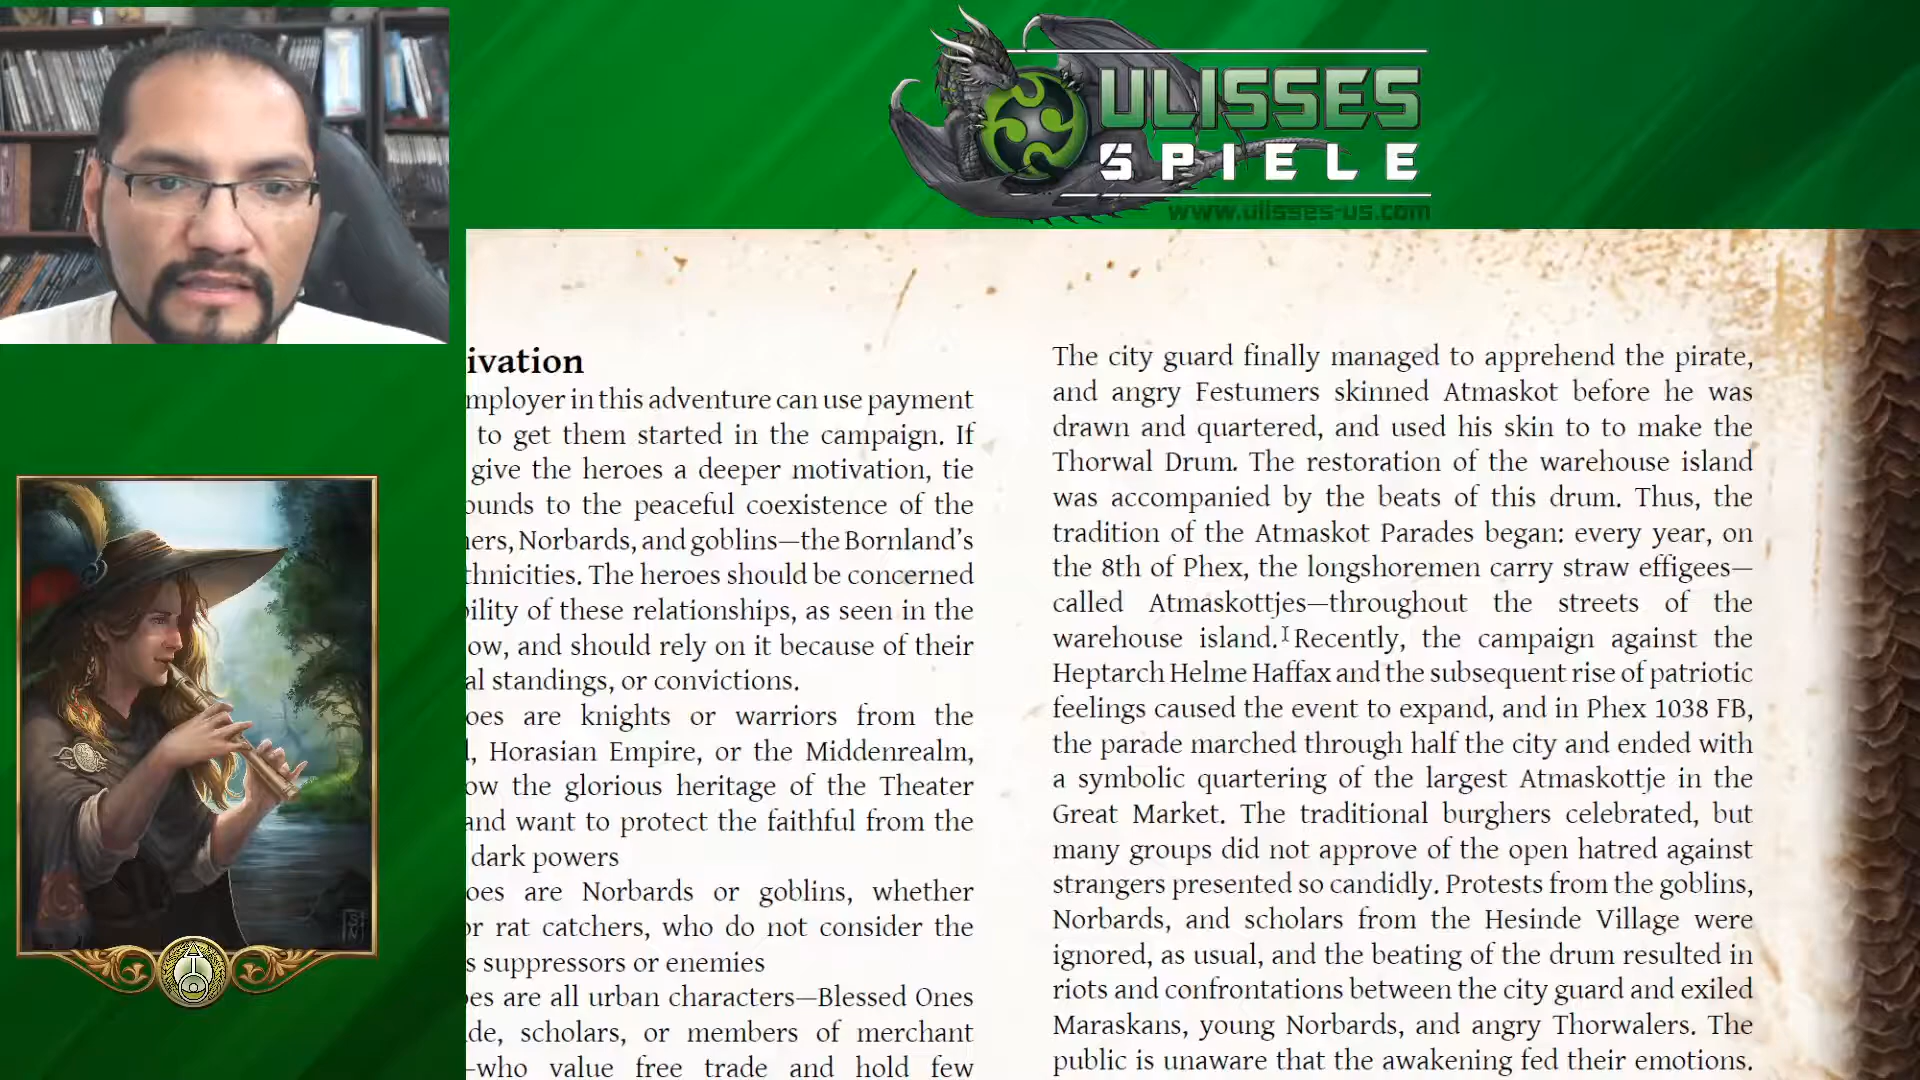 ULISSES
SPIELE
www.ulisses-us.com
ivation
mployer in this adventure can use payment
to get them started in the campaign. If
give the heroes a deeper motivation, tie
ounds to the peaceful coexistence of the
ers, Norbards, and goblins—the Bornland's
thnicities. The heroes should be concerned
ility of these relationships, as seen in the
ow, and should rely on it because of their
al standings, or convictions.
oes are knights or warriors from the
, Horasian Empire, or the Middenrealm,
ow the glorious heritage of the Theater
and want to protect the faithful from the
dark powers
oes are Norbards or goblins, whether
or rat catchers, who do not consider the
s suppressors or enemies
es are all urban characters—Blessed Ones
de, scholars, or members of merchant
—who value free trade and hold few
The city guard finally managed to apprehend the pirate,
and angry Festumers skinned Atmaskot before he was
drawn and quartered, and used his skin to to make the
Thorwal Drum. The restoration of the warehouse island
was accompanied by the beats of this drum. Thus, the
tradition of the Atmaskot Parades began: every year, on
the 8th of Phex, the longshoremen carry straw effigees—
called Atmaskottjes—throughout the streets of the
warehouse island. Recently, the campaign against the
Heptarch Helme Haffax and the subsequent rise of patriotic
feelings caused the event to expand, and in Phex 1038 FB,
the parade marched through half the city and ended with
a symbolic quartering of the largest Atmaskottje in the
Great Market. The traditional burghers celebrated, but
many groups did not approve of the open hatred against
strangers presented so candidly. Protests from the goblins,
Norbards, and scholars from the Hesinde Village were
ignored, as usual, and the beating of the drum resulted in
riots and confrontations between the city guard and exiled
Maraskans, young Norbards, and angry Thorwalers. The
public is unaware that the awakening fed their emotions.